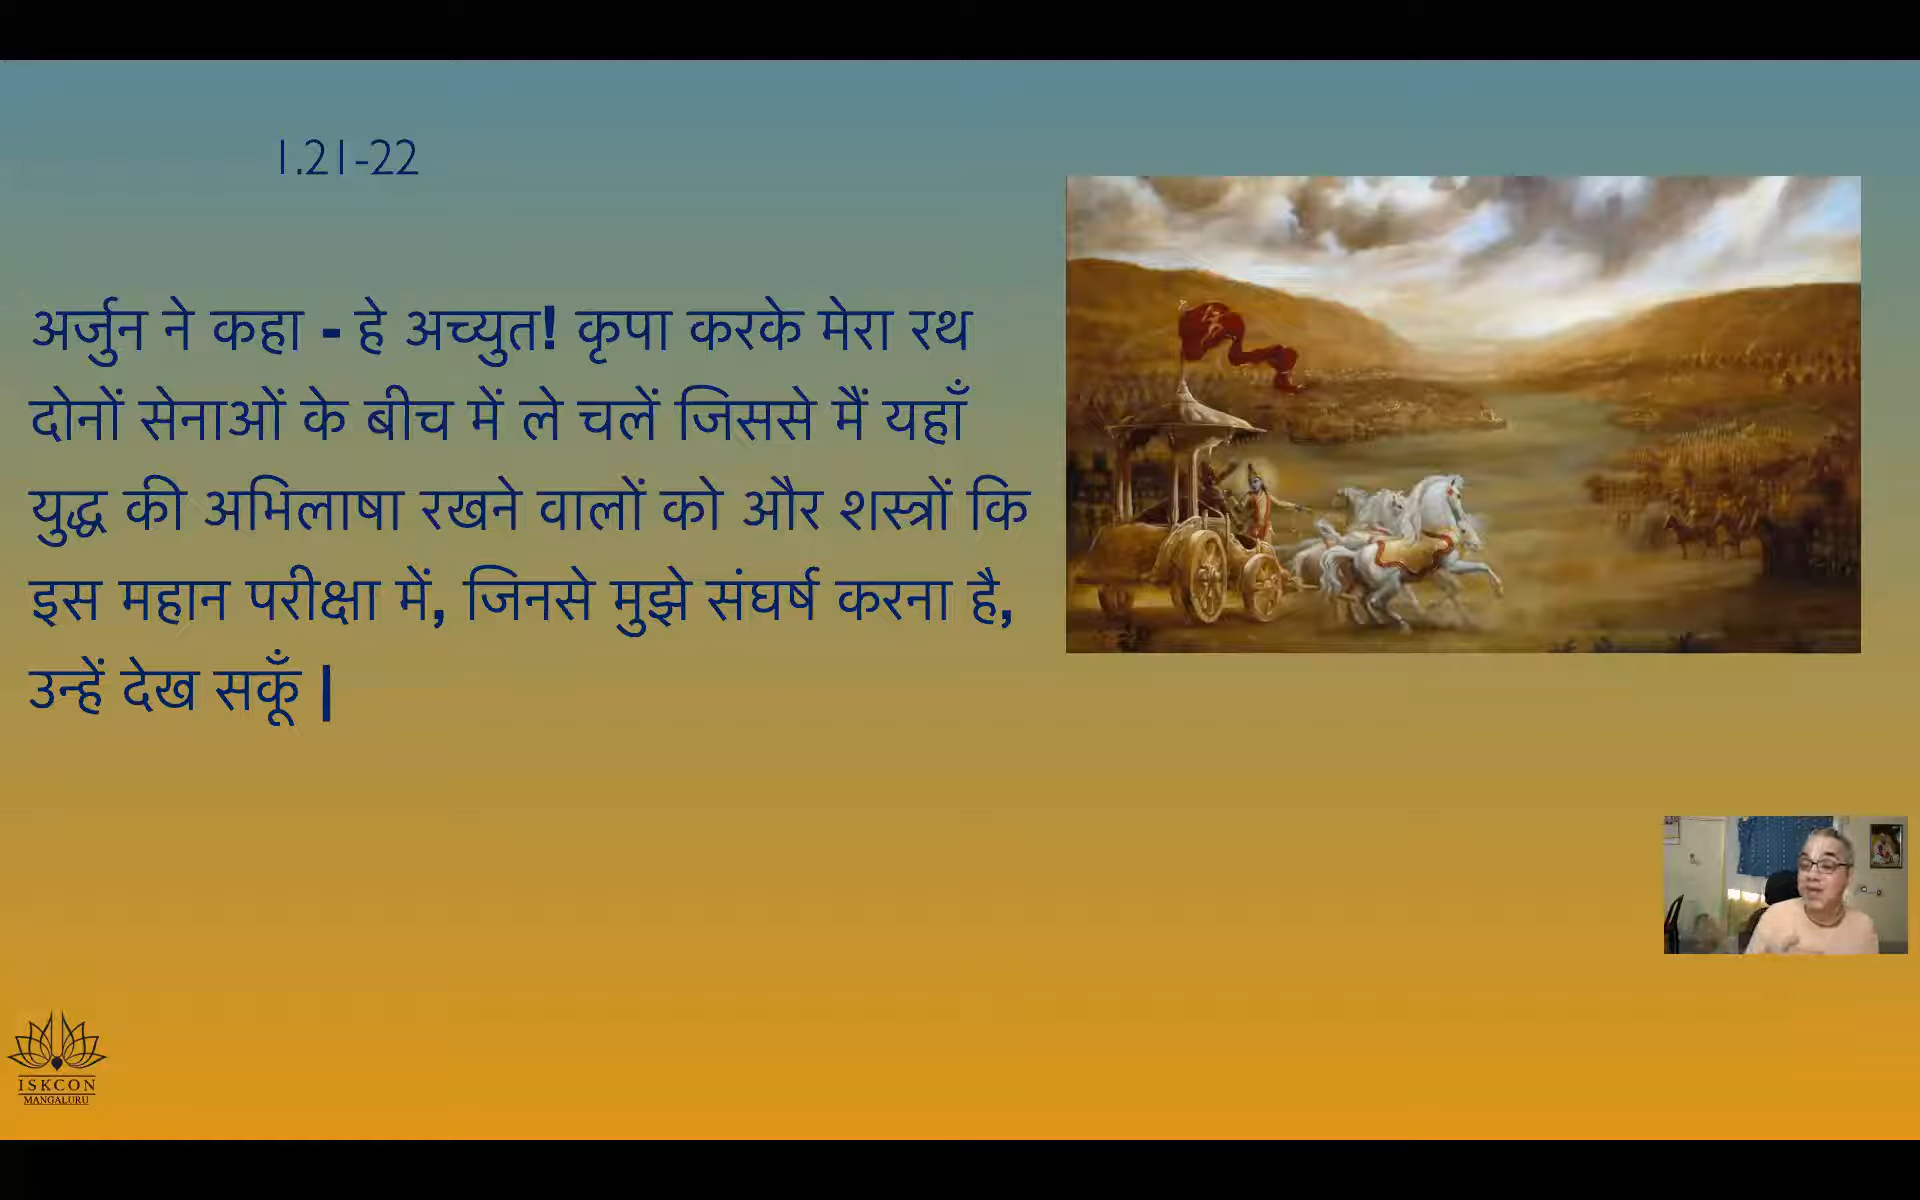 1.21-22
अर्जुन ने कहा - हे अच्युत! कृपा करके मेरा रथ
दोनों सेनाओं के बीच में ले चलें जिससे मैं यहाँ
युद्ध की अभिलाषा रखने वालों को और शस्त्रों कि
इस महान परीक्षा में, जिनसे मुझे संघर्ष करना है,
उन्हें देख सकूँ |
ISKCON
MANGALURU